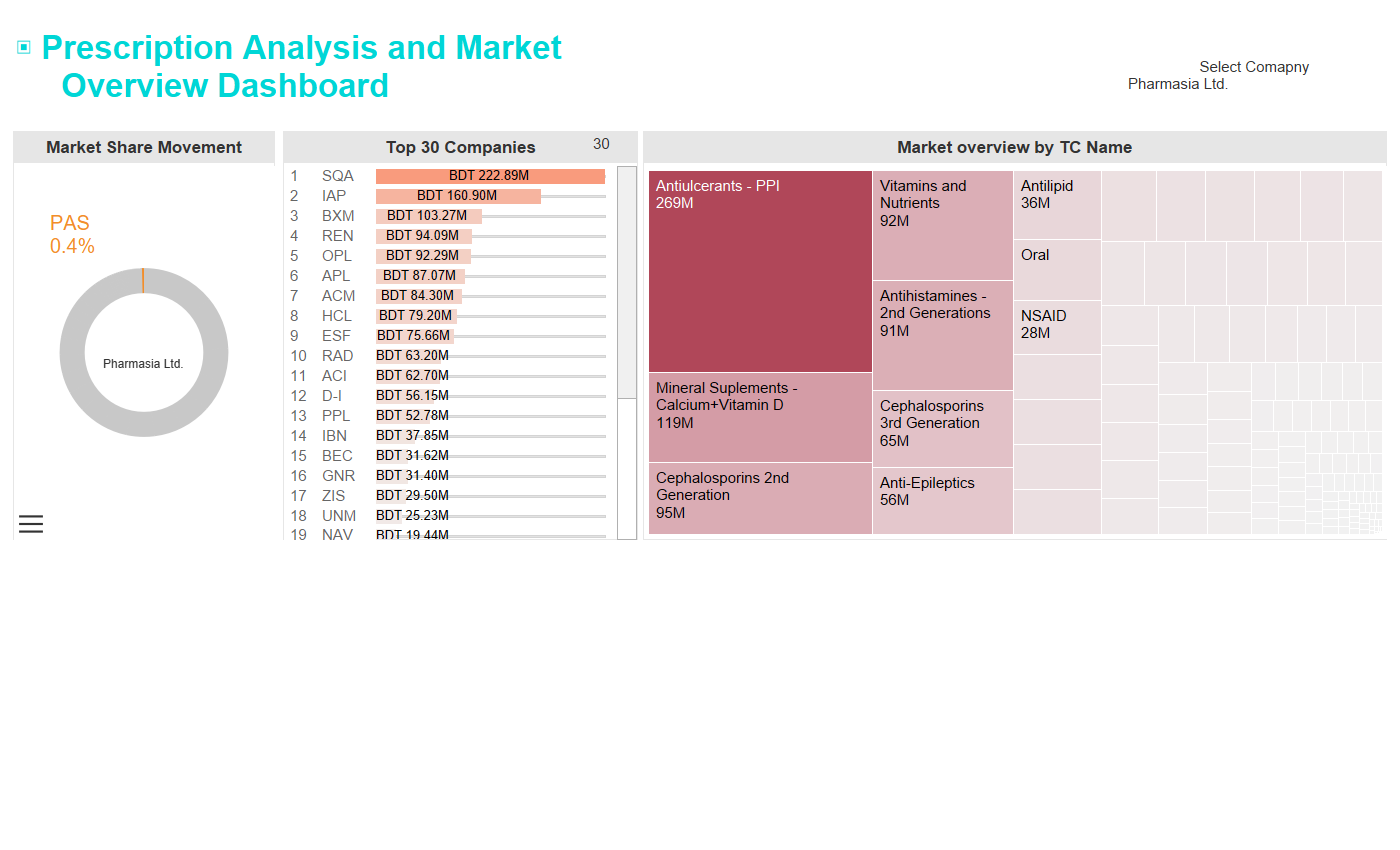 Prescription Analysis and Market
Overview Dashboard
Select Comapny
Pharmasia Ltd.
Market Share Movement
PAS
0.4%
Pharmasia Ltd.
Top 30 Companies
30
1 SQA BDT 222.89M
2 IAP BDT 160.90M
3 BXM BDT 103.27M
4 REN BDT 94.09M
5 OPL BDT 92.29M
6 APL BDT 87.07M
7 ACM BDT 84.30M
8 HCL BDT 79.20M
9 ESF BDT 75.66M
10 RAD BDT 63.20M
11 ACI BDT 62.70M
12 D-I BDT 56.15M
13 PPL BDT 52.78M
14 IBN BDT 37.85M
15 BEC BDT 31.62M
16 GNR BDT 31.40M
17 ZIS BDT 29.50M
18 UNM BDT 25.23M
19 NAV BDT 19.44M
Market overview by TC Name
Antiulcerants - PPI
269M
Mineral Suplements -
Calcium+Vitamin D
119M
Cephalosporins 2nd
Generation
95M
Vitamins and
Nutrients
92M
Antihistamines -
2nd Generations
91M
Cephalosporins
3rd Generation
65M
Anti-Epileptics
56M
Antilipid
36M
Oral
NSAID
28M